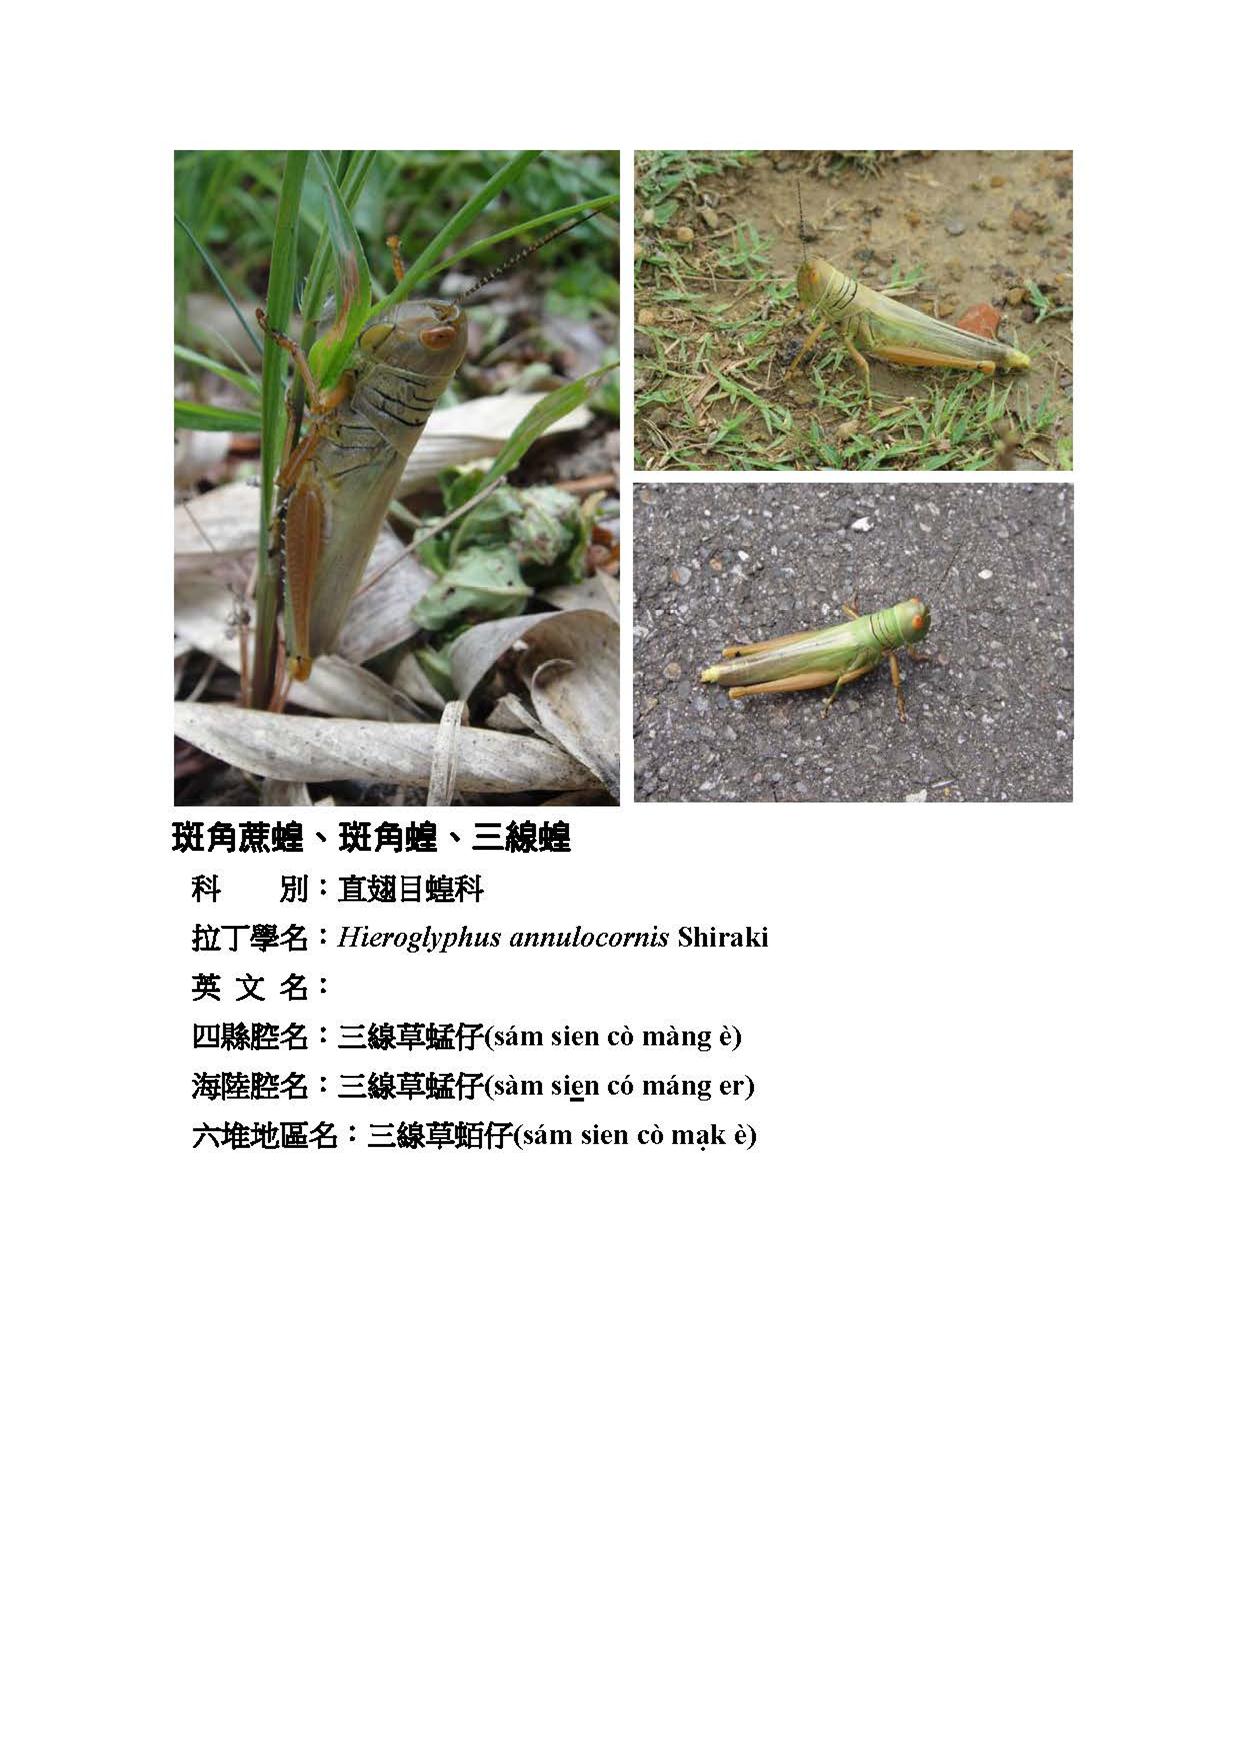 斑角蔗蝗、斑角蝗、三線蝗
科　　別：直翅目蝗科
拉丁學名：Hieroglyphus annulocornis Shiraki
英 文 名：
四縣腔名：三線草蜢仔(sám sien cò màng è)
海陸腔名：三線草蜢仔(sàm sien có máng er)
六堆地區名：三線草蛨仔(sám sien cò mạk è)